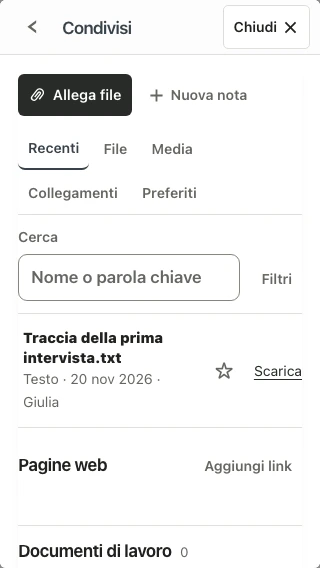 Condivisi
Chiudi
Allega file
Nuova nota
Recenti
File
Media
Collegamenti
Preferiti
Cerca
Nome o parola chiave
Filtri
Traccia della prima
intervista.txt
Testo · 20 nov 2026 ·
Giulia
Scarica
Pagine web
Aggiungi link
Documenti di lavoro 0